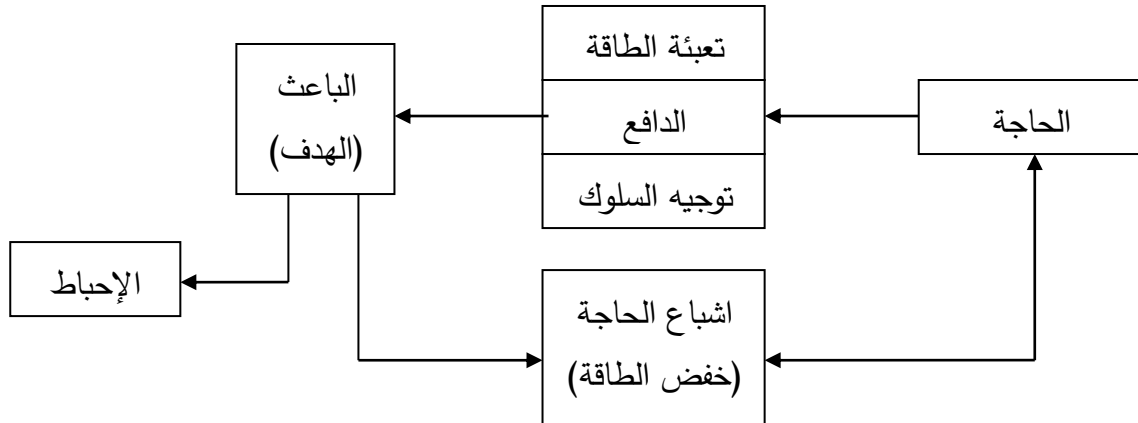 تعبئة الطاقة
الدافع
توجيه السلوك
الحاجة
الباعث
(الهدف)
الإحباط
اشباع الحاجة
(خفض الطاقة)